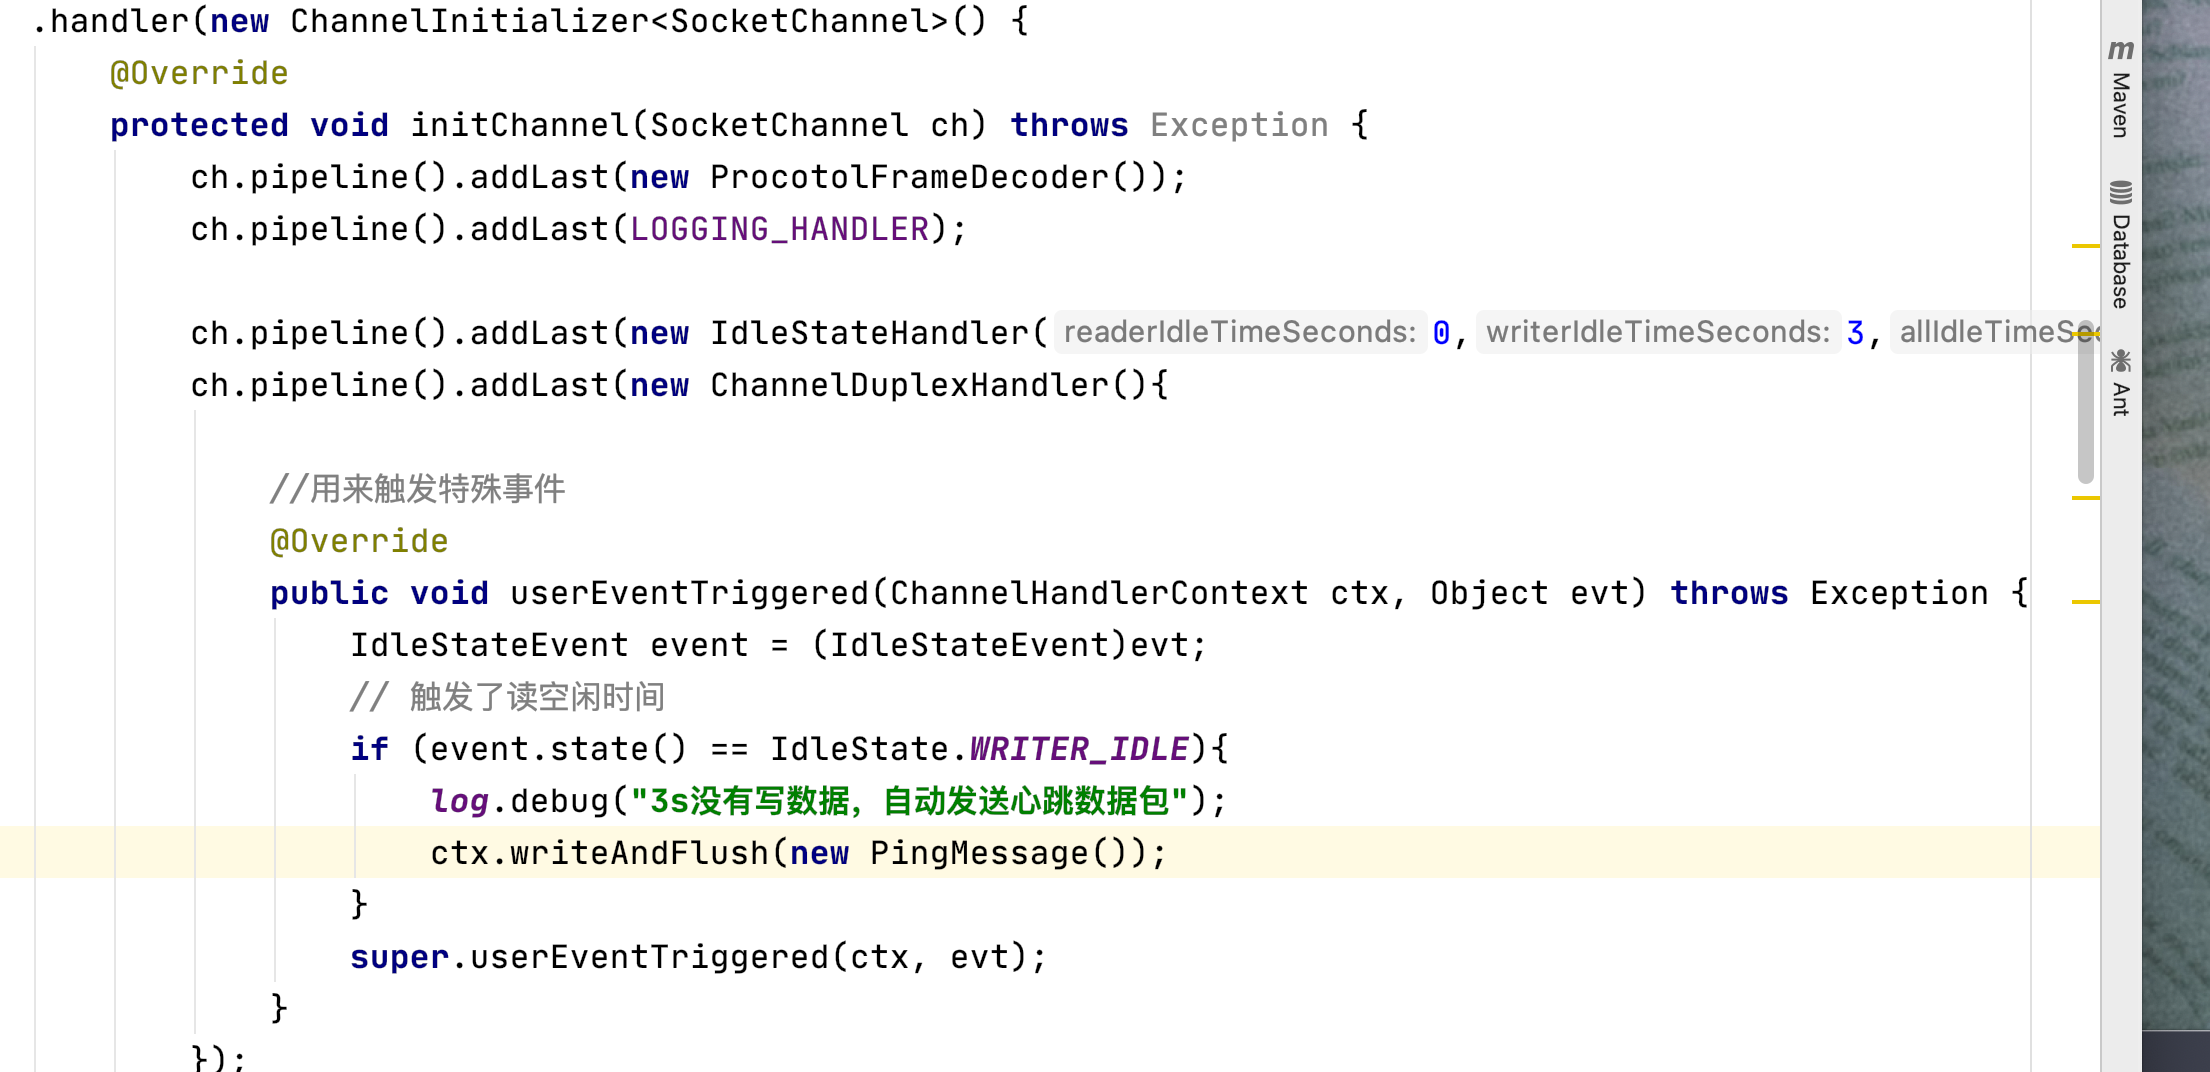 .handler(new ChannelInitializer<SocketChannel>() {
@Override
protected void initChannel(SocketChannel ch) throws Exception {
ch.pipeline().addLast(new ProcotolFrameDecoder());
ch.pipeline().addLast(LOGGING_HANDLER);
ch.pipeline().addLast(new IdleStateHandler( readerIdleTimeSeconds: 0, writerIdleTimeSeconds: 3, allIdleTimeSec
ch.pipeline().addLast(new ChannelDuplexHandler(){
//用来触发特殊事件
@Override
public void userEventTriggered(ChannelHandlerContext ctx, Object evt) throws Exception {
IdleStateEvent event = (IdleStateEvent)evt;
// 触发了读空闲时间
if (event.state() == IdleState.WRITER_IDLE){
log.debug("3s没有写数据，自动发送心跳数据包");
ctx.writeAndFlush(new PingMessage());
}
super.userEventTriggered(ctx, evt);
}
});
m Maven
Database
Ant